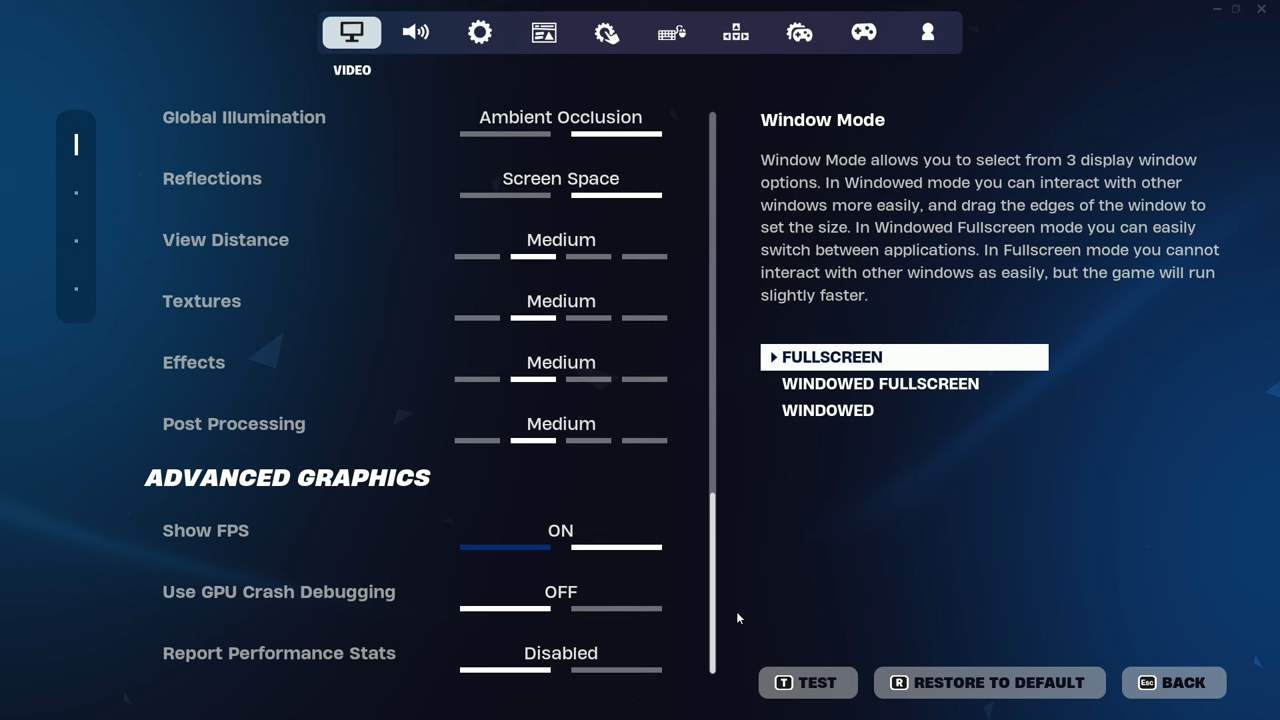 VIDEO
Global Illumination
Ambient Occlusion
Reflections
Screen Space
View Distance
Medium
Textures
Medium
Effects
Medium
Post Processing
Medium
ADVANCED GRAPHICS
Show FPS
ON
Use GPU Crash Debugging
OFF
Report Performance Stats
Disabled
Window Mode
Window Mode allows you to select from 3 display window
options. In Windowed mode you can interact with other
windows more easily, and drag the edges of the window to
set the size. In Windowed Fullscreen mode you can easily
switch between applications. In Fullscreen mode you cannot
interact with other windows as easily, but the game will run
slightly faster.
FULLSCREEN
WINDOWED FULLSCREEN
WINDOWED
T TEST
R RESTORE TO DEFAULT
Esc BACK